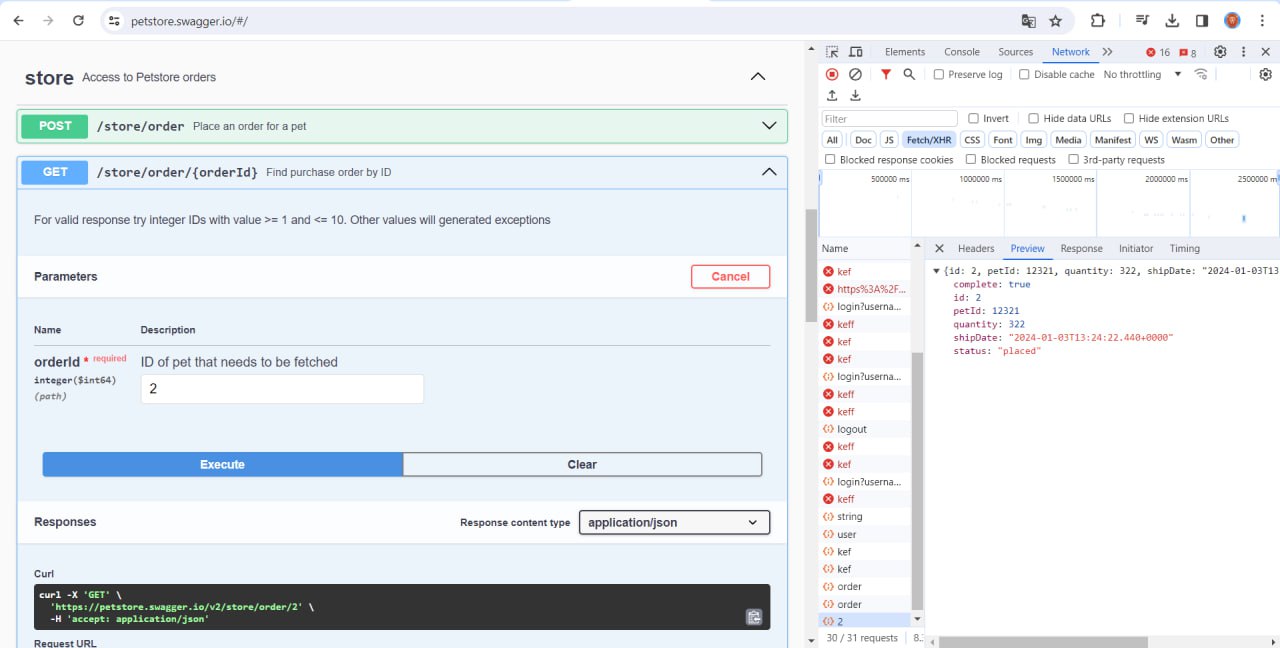 petstore.swagger.io/#/
store Access to Petstore orders
POST /store/order Place an order for a pet
GET /store/order/{orderId} Find purchase order by ID
For valid response try integer IDs with value >= 1 and <= 10. Other values will generated exceptions
Parameters
Cancel
Name Description
orderId * required ID of pet that needs to be fetched
integer($int64)
(path)
2
Execute Clear
Responses Response content type application/json
Curl
curl -X 'GET' \
'https://petstore.swagger.io/v2/store/order/2' \
-H 'accept: application/json'
Request URL
Elements Console Sources Network 16 8
Preserve log Disable cache No throttling
Filter Invert Hide data URLs Hide extension URLs
All Doc JS Fetch/XHR CSS Font Img Media Manifest WS Wasm Other
Blocked response cookies Blocked requests 3rd-party requests
500000 ms 1000000 ms 1500000 ms 2000000 ms 2500000 ms
Name
kef
https%3A%2F...
login?userna...
keff
kef
kef
login?userna...
keff
keff
logout
keff
kef
login?userna...
keff
string
user
kef
kef
order
order
2
30 / 31 requests 8.
Headers Preview Response Initiator Timing
{id: 2, petId: 12321, quantity: 322, shipDate: "2024-01-03T13
complete: true
id: 2
petId: 12321
quantity: 322
shipDate: "2024-01-03T13:24:22.440+0000"
status: "placed"